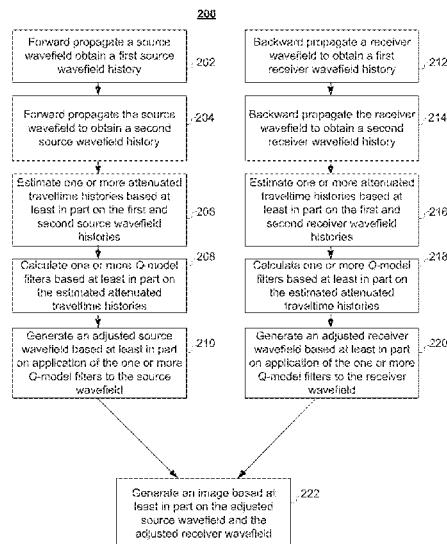 200
Forward propagate a source
wavefield obtain a first source
wavefield history
202
Forward propagate the source
wavefield to obtain a second
source wavefield history
204
Estimate one or more attenuated
traveltime histories based at
least in part on the first and
second source wavefield
histories
206
Calculate one or more Q-model
filters based at least in part on
the estimated attenuated
traveltime histories
208
Generate an adjusted source
wavefield based at least in part
on application of the one or more
Q-model filters to the source
wavefield
210
Backward propagate a receiver
wavefield to obtain a first
receiver wavefield history
212
Backward propagate the receiver
wavefield to obtain a second
receiver wavefield history
214
Estimate one or more attenuated
traveltime histories based at
least in part on the first and
second receiver wavefield
histories
216
Calculate one or more Q-model
filters based at least in part on
the estimated attenuated
traveltime histories
218
Generate an adjusted receiver
wavefield based at least in part
on application of the one or more
Q-model filters to the receiver
wavefield
220
Generate an image based at
least in part on the adjusted
source wavefield and the
adjusted receiver wavefield
222